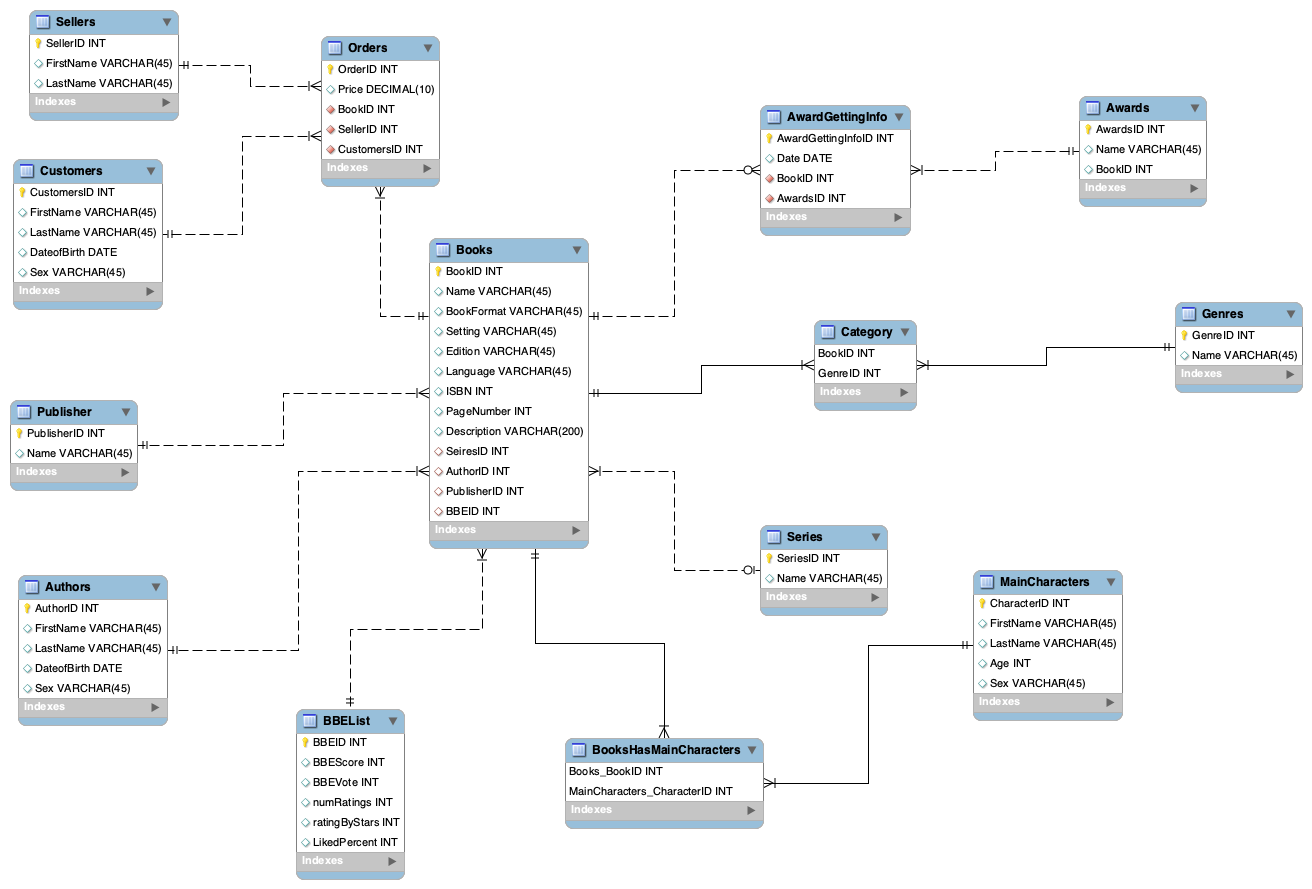 Sellers
SellerID INT
FirstName VARCHAR(45)
LastName VARCHAR(45)
Indexes
Orders
OrderID INT
Price DECIMAL(10)
BookID INT
SellerID INT
CustomersID INT
Indexes
Customers
CustomersID INT
FirstName VARCHAR(45)
LastName VARCHAR(45)
DateofBirth DATE
Sex VARCHAR(45)
Indexes
AwardGettingInfo
AwardGettingInfoID INT
Date DATE
BookID INT
AwardsID INT
Indexes
Awards
AwardsID INT
Name VARCHAR(45)
BookID INT
Indexes
Books
BookID INT
Name VARCHAR(45)
BookFormat VARCHAR(45)
Setting VARCHAR(45)
Edition VARCHAR(45)
Language VARCHAR(45)
ISBN INT
PageNumber INT
Description VARCHAR(200)
SeiresID INT
AuthorID INT
PublisherID INT
BBEID INT
Indexes
Category
BookID INT
GenreID INT
Indexes
Genres
GenreID INT
Name VARCHAR(45)
Indexes
Publisher
PublisherID INT
Name VARCHAR(45)
Indexes
Series
SeriesID INT
Name VARCHAR(45)
Indexes
Authors
AuthorID INT
FirstName VARCHAR(45)
LastName VARCHAR(45)
DateofBirth DATE
Sex VARCHAR(45)
Indexes
MainCharacters
CharacterID INT
FirstName VARCHAR(45)
LastName VARCHAR(45)
Age INT
Sex VARCHAR(45)
Indexes
BBEList
BBEID INT
BBEScore INT
BBEVote INT
numRatings INT
ratingByStars INT
LikedPercent INT
Indexes
BooksHasMainCharacters
Books_BookID INT
MainCharacters_CharacterID INT
Indexes